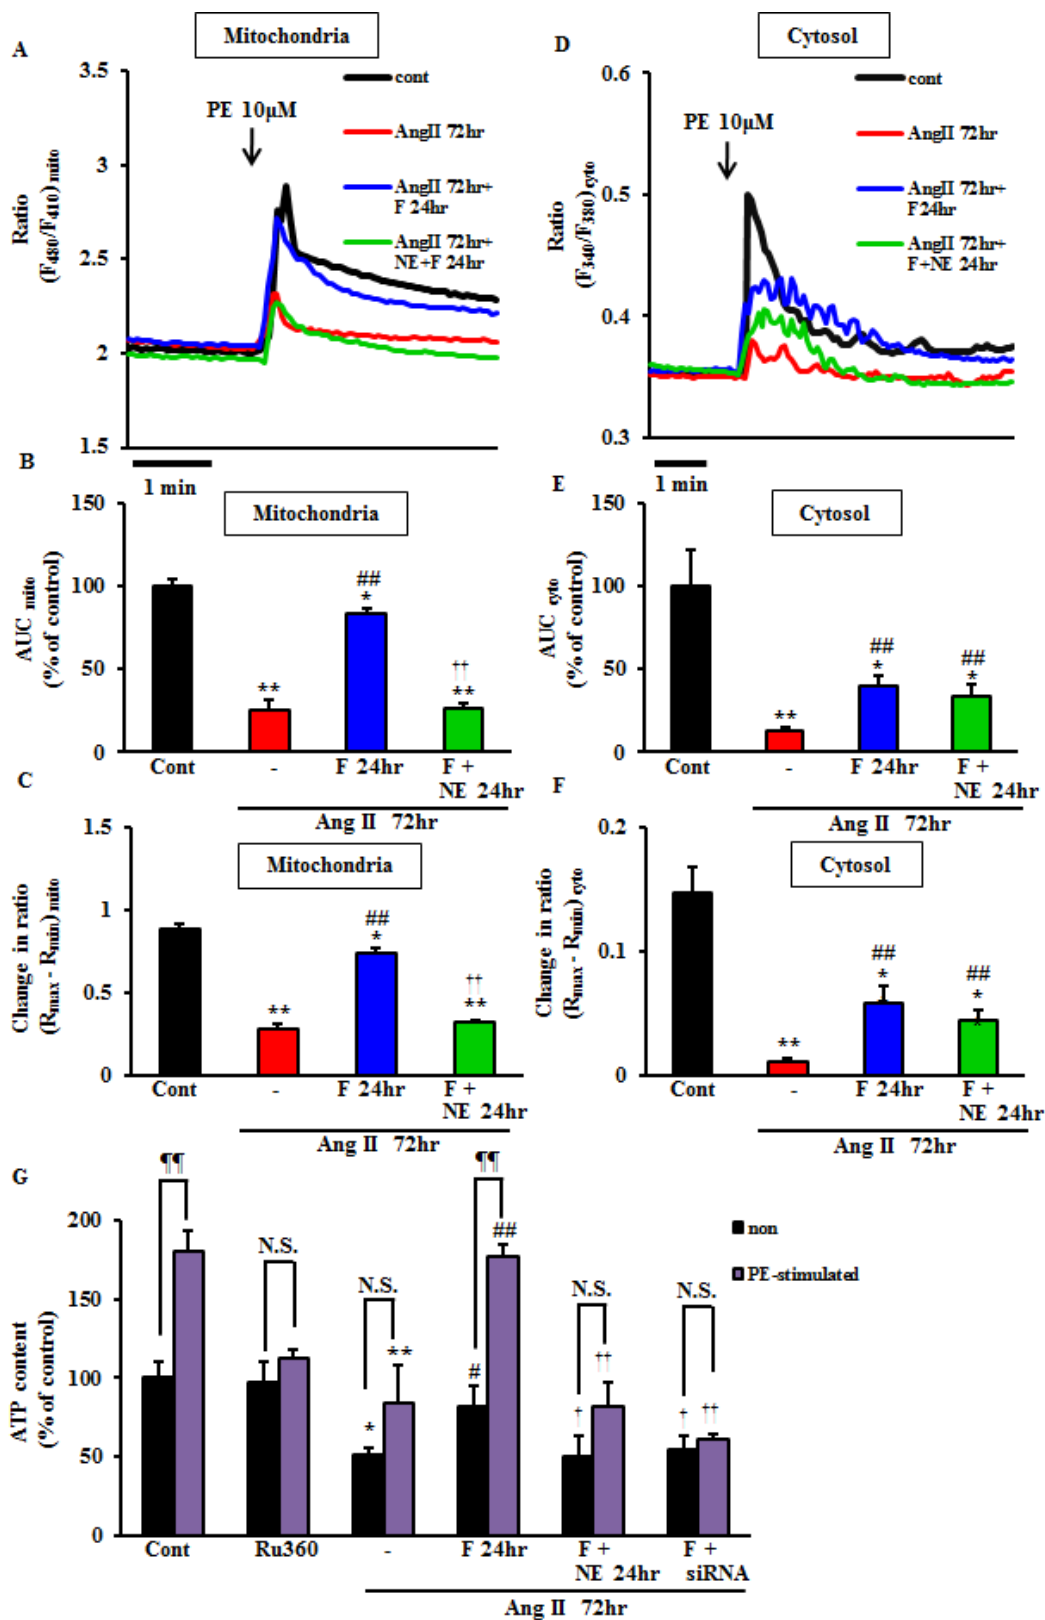 A
Mitochondria
3.5
3
2.5
2
1.5
Ratio
(F480/F410) mito
PE 10μM
cont
AngII 72hr
AngII 72hr+
F 24hr
AngII 72hr+
NE+F 24hr
1 min
D
Cytosol
0.6
0.5
0.4
0.3
Ratio
(F340/F380)cyto
PE 10μM
cont
AngII 72hr
AngII 72hr+
F24hr
AngII 72hr+
F+NE 24hr
1 min
B
Mitochondria
150
100
50
0
AUC mito
(% of control)
**
##
*
††
**
Cont
-
F 24hr
F +
NE 24hr
Ang II 72hr
E
Cytosol
150
100
50
0
AUC cyto
(% of control)
**
##
*
##
*
Cont
-
F 24hr
F +
NE 24hr
Ang II 72hr
C
Mitochondria
1.5
1
0.5
0
Change in ratio
(Rmax - Rmin) mito
**
##
*
††
**
Cont
-
F 24hr
F +
NE 24hr
Ang II 72hr
F
Cytosol
0.2
0.1
0
Change in ratio
(Rmax - Rmin) cyto
**
##
*
##
*
*
Cont
-
F 24hr
F +
NE 24hr
Ang II 72hr
G
200
150
100
50
0
ATP content
(% of control)
¶¶
N.S.
N.S.
*
**
¶¶
#
##
N.S.
†
††
N.S.
†
††
non
PE-stimulated
Cont
Ru360
-
F 24hr
F +
NE 24hr
F +
siRNA
Ang II 72hr